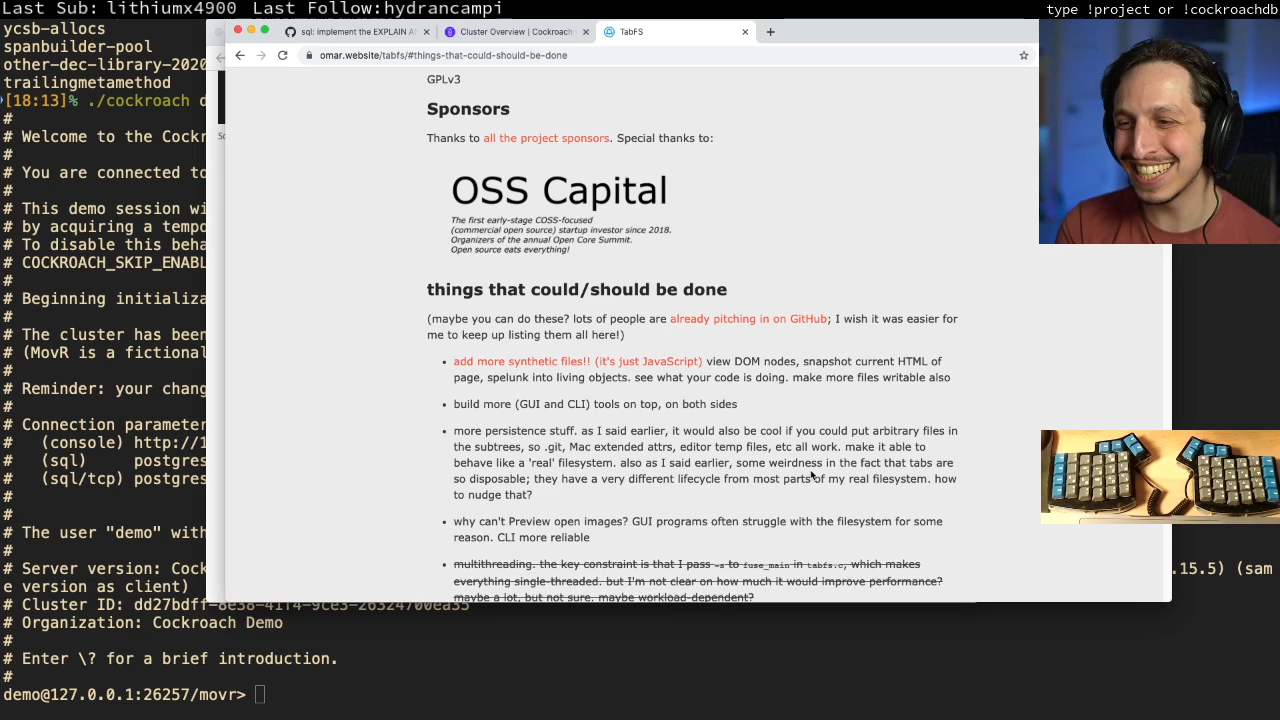 Last Sub: lithiumx4900 Last Follow:hydrancampi
type !project or !cockroachdb
ycsb-allocs
spanbuilder-pool
other-dec-library-2020
trailingmetamethod
[18:13]% ./cockroach d
#
# Welcome to the Cockr
#
# You are connected to
#
# This demo session wi
# by acquiring a tempo
# To disable this beha
# COCKROACH_SKIP_ENABL
#
# Beginning initializa
#
# The cluster has been
# (MovR is a fictional
#
# Reminder: your chang
#
# Connection parameter
#   (console) http://1
#   (sql)     postgres
#   (sql/tcp) postgres
#
#
# The user "demo" with
#
# Server version: Cock
.15.5) (sam
e version as client)
# Cluster ID: dd27bdff-8e38-41f4-9ce3-26324700ea35
# Organization: Cockroach Demo
#
# Enter \? for a brief introduction.
#
demo@127.0.0.1:26257/movr>
sql: implement the EXPLAIN AN
Cluster Overview | Cockroach
TabFS
omar.website/tabfs/#things-that-could/should-be-done
GPLv3
Sponsors
Thanks to all the project sponsors. Special thanks to:
OSS Capital
The first early-stage COSS-focused
(commercial open source) startup investor since 2018.
Organizers of the annual Open Core Summit.
Open source eats everything!
things that could/should be done
(maybe you can do these? lots of people are already pitching in on GitHub; I wish it was easier for
me to keep up listing them all here!)
• add more synthetic files!! (it's just JavaScript) view DOM nodes, snapshot current HTML of
page, spelunk into living objects. see what your code is doing. make more files writable also
• build more (GUI and CLI) tools on top, on both sides
• more persistence stuff. as I said earlier, it would also be cool if you could put arbitrary files in
the subtrees, so .git, Mac extended attrs, editor temp files, etc all work. make it able to
behave like a 'real' filesystem. also as I said earlier, some weirdness in the fact that tabs are
so disposable; they have a very different lifecycle from most parts of my real filesystem. how
to nudge that?
• why can't Preview open images? GUI programs often struggle with the filesystem for some
reason. CLI more reliable
• multithreading. the key constraint is that I pass -s to fuse_main in tabfs.c, which makes
everything single-threaded. but I'm not clear on how much it would improve performance?
maybe a lot, but not sure. maybe workload-dependent?